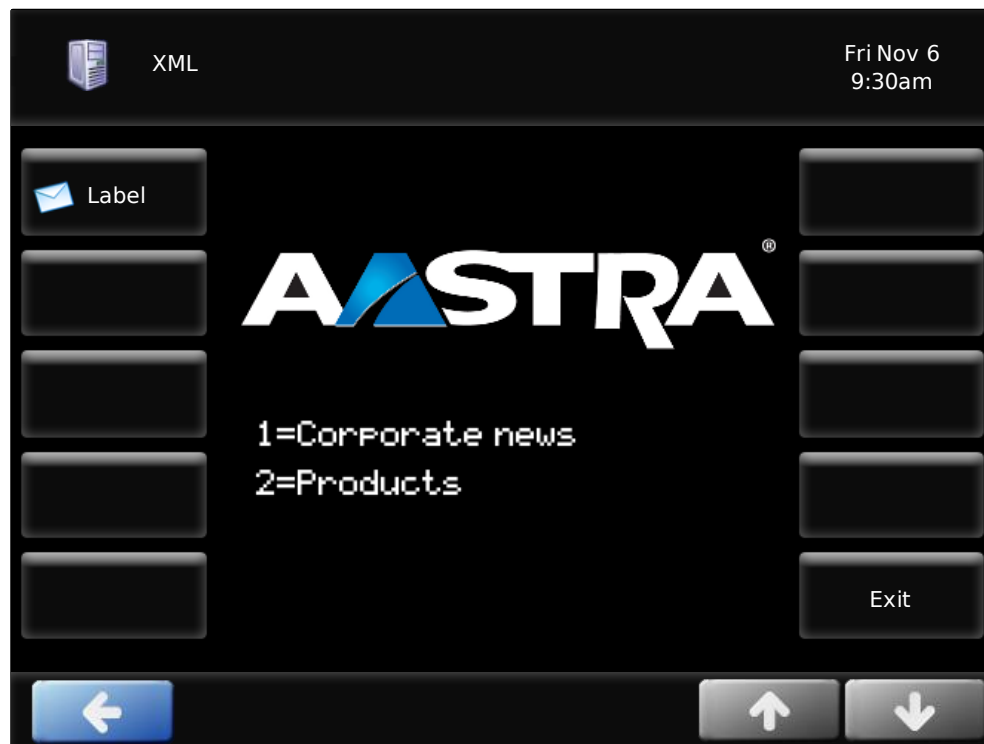 XML
Fri Nov 6
9:30am
Label
AASTRA®
1=Corporate news
2=Products
Exit